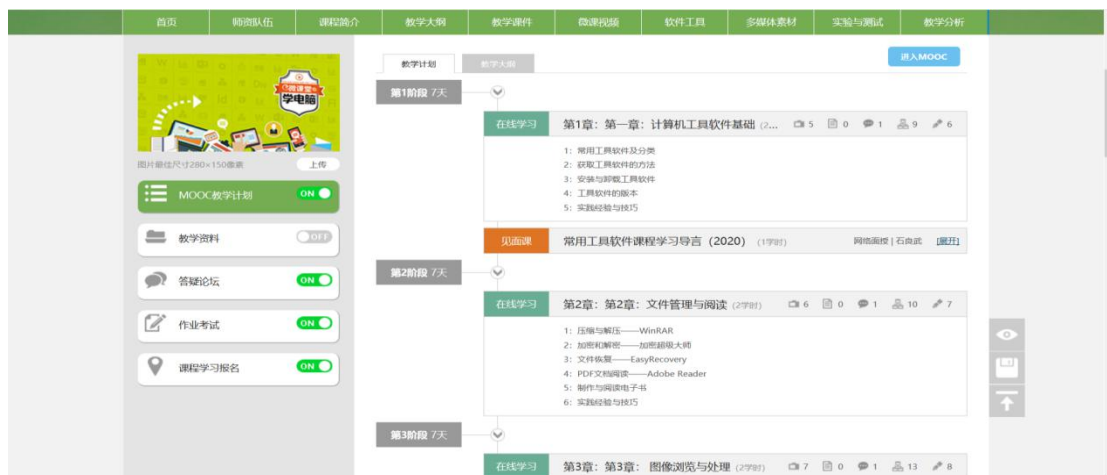 首页 师资队伍 课程简介 教学大纲 教学课件 微课视频 软件工具 多媒体素材 实验与测试 教学分析
微课堂
学电脑
图片最佳尺寸280×150像素 上传
MOOC教学计划 ON
教学资料 OFF
答疑论坛 ON
作业考试 ON
课程学习报名 ON
教学计划 教学大纲 进入MOOC
第1阶段 7天
在线学习 第1章：第一章：计算机工具软件基础 (2... 5 0 1 9 6
1：常用工具软件及分类
2：获取工具软件的方法
3：安装与卸载工具软件
4：工具软件的版本
5：实践经验与技巧
见面课 常用工具软件课程学习导言（2020） (1学时) 网络面授 | 石良武 [展开]
第2阶段 7天
在线学习 第2章：第2章：文件管理与阅读 (2学时) 6 0 1 10 7
1：压缩与解压——WinRAR
2：加密和解密——加密超级大师
3：文件恢复——EasyRecovery
4：PDF文档阅读——Adobe Reader
5：制作与阅读电子书
6：实践经验与技巧
第3阶段 7天
在线学习 第3章：第3章： 图像浏览与处理 (2学时) 7 0 1 13 8